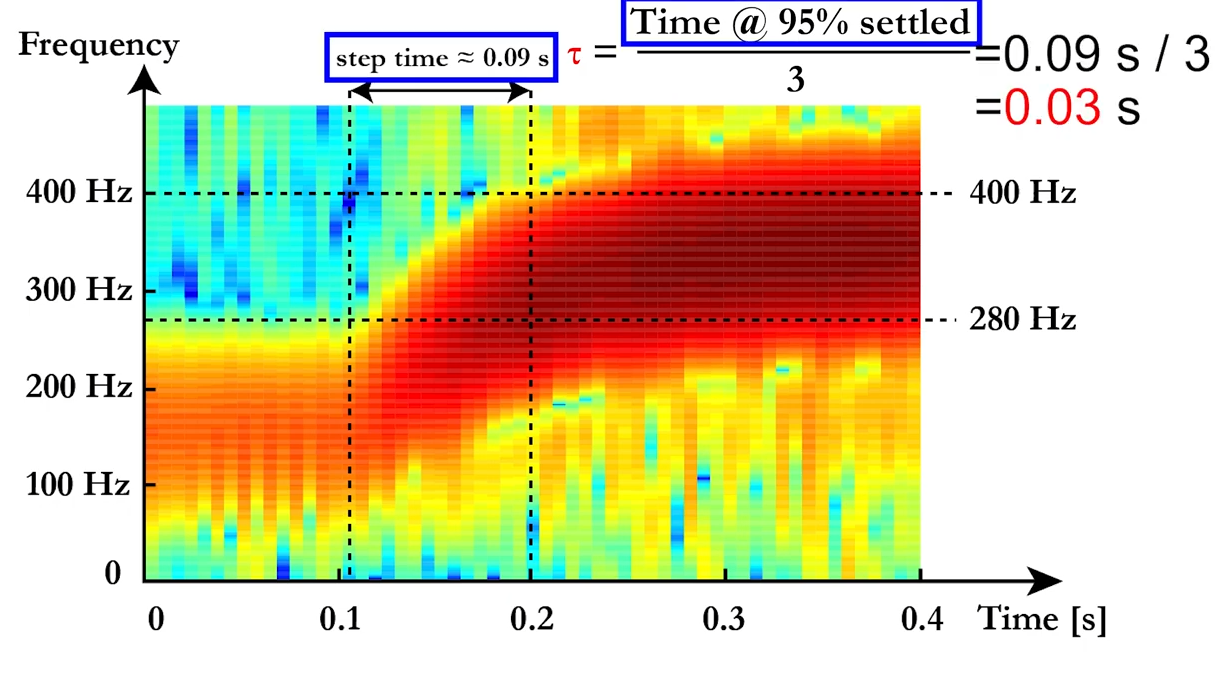 Frequency
step time ≈ 0.09 s
τ = Time @ 95% settled
3
=0.09 s / 3
=0.03 s
400 Hz
400 Hz
300 Hz
280 Hz
200 Hz
100 Hz
0
0 0.1 0.2 0.3 0.4 Time [s]